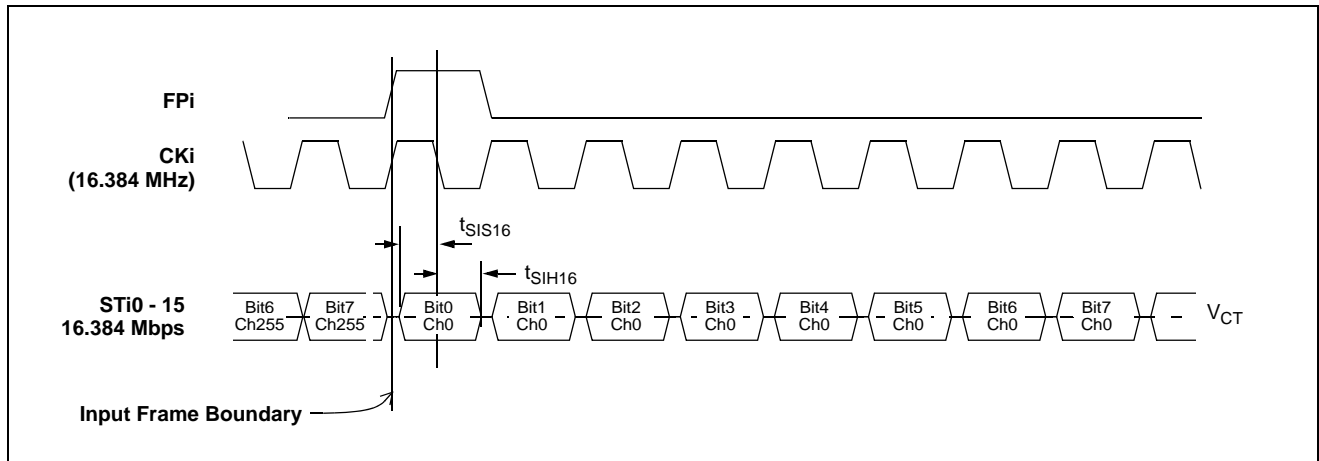 FPi
CKi
(16.384 MHz)
tSIS16
tSIH16
STi0 - 15
16.384 Mbps
Bit6
Ch255
Bit7
Ch255
Bit0
Ch0
Bit1
Ch0
Bit2
Ch0
Bit3
Ch0
Bit4
Ch0
Bit5
Ch0
Bit6
Ch0
Bit7
Ch0
VCT
Input Frame Boundary